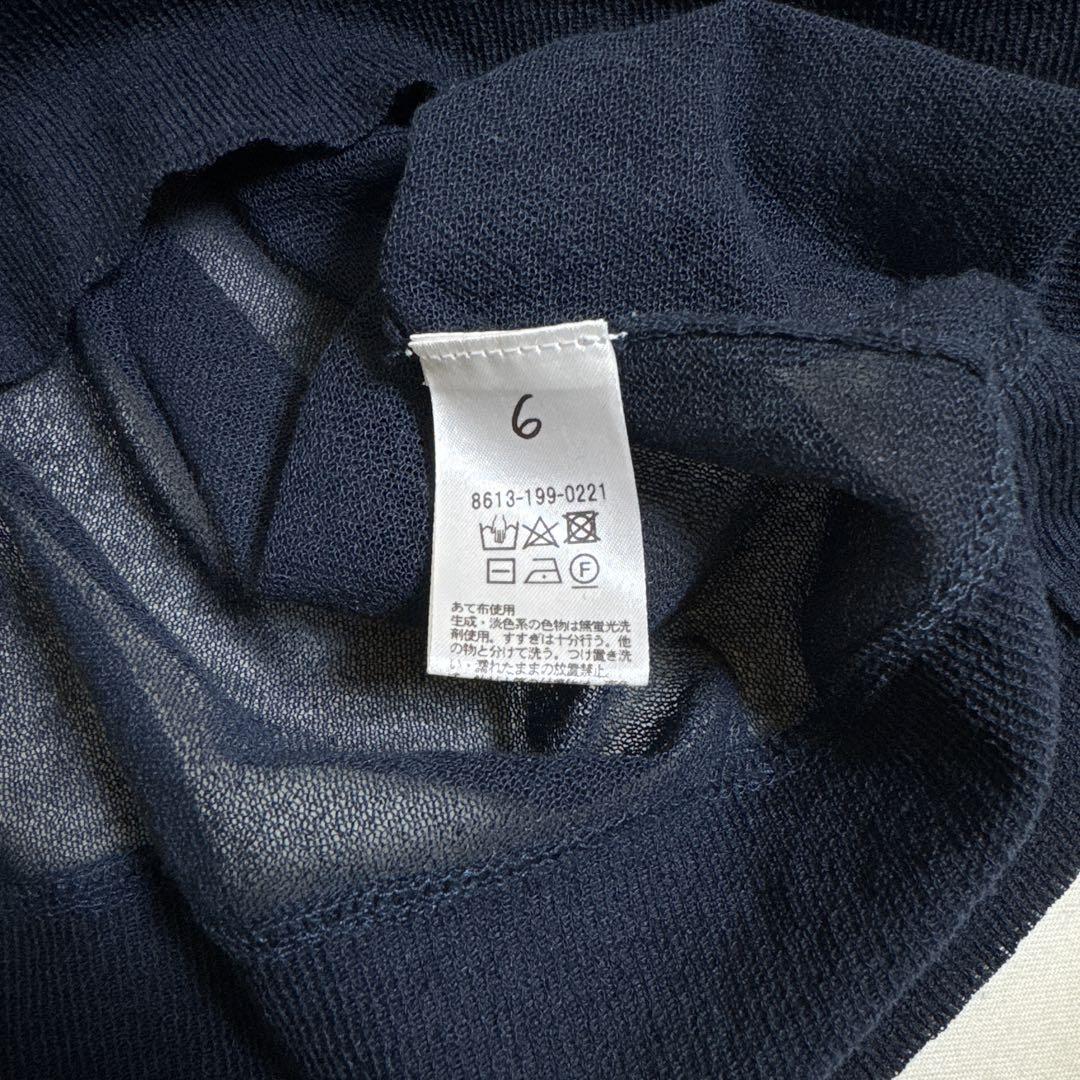 6
8613-199-0221
F
あて布使用
生成・淡色系の色物は無蛍光洗
剤使用。すすぎは十分行う。他
の物と分けて洗う。つけ置き洗
い・濡れたままの放置禁止。